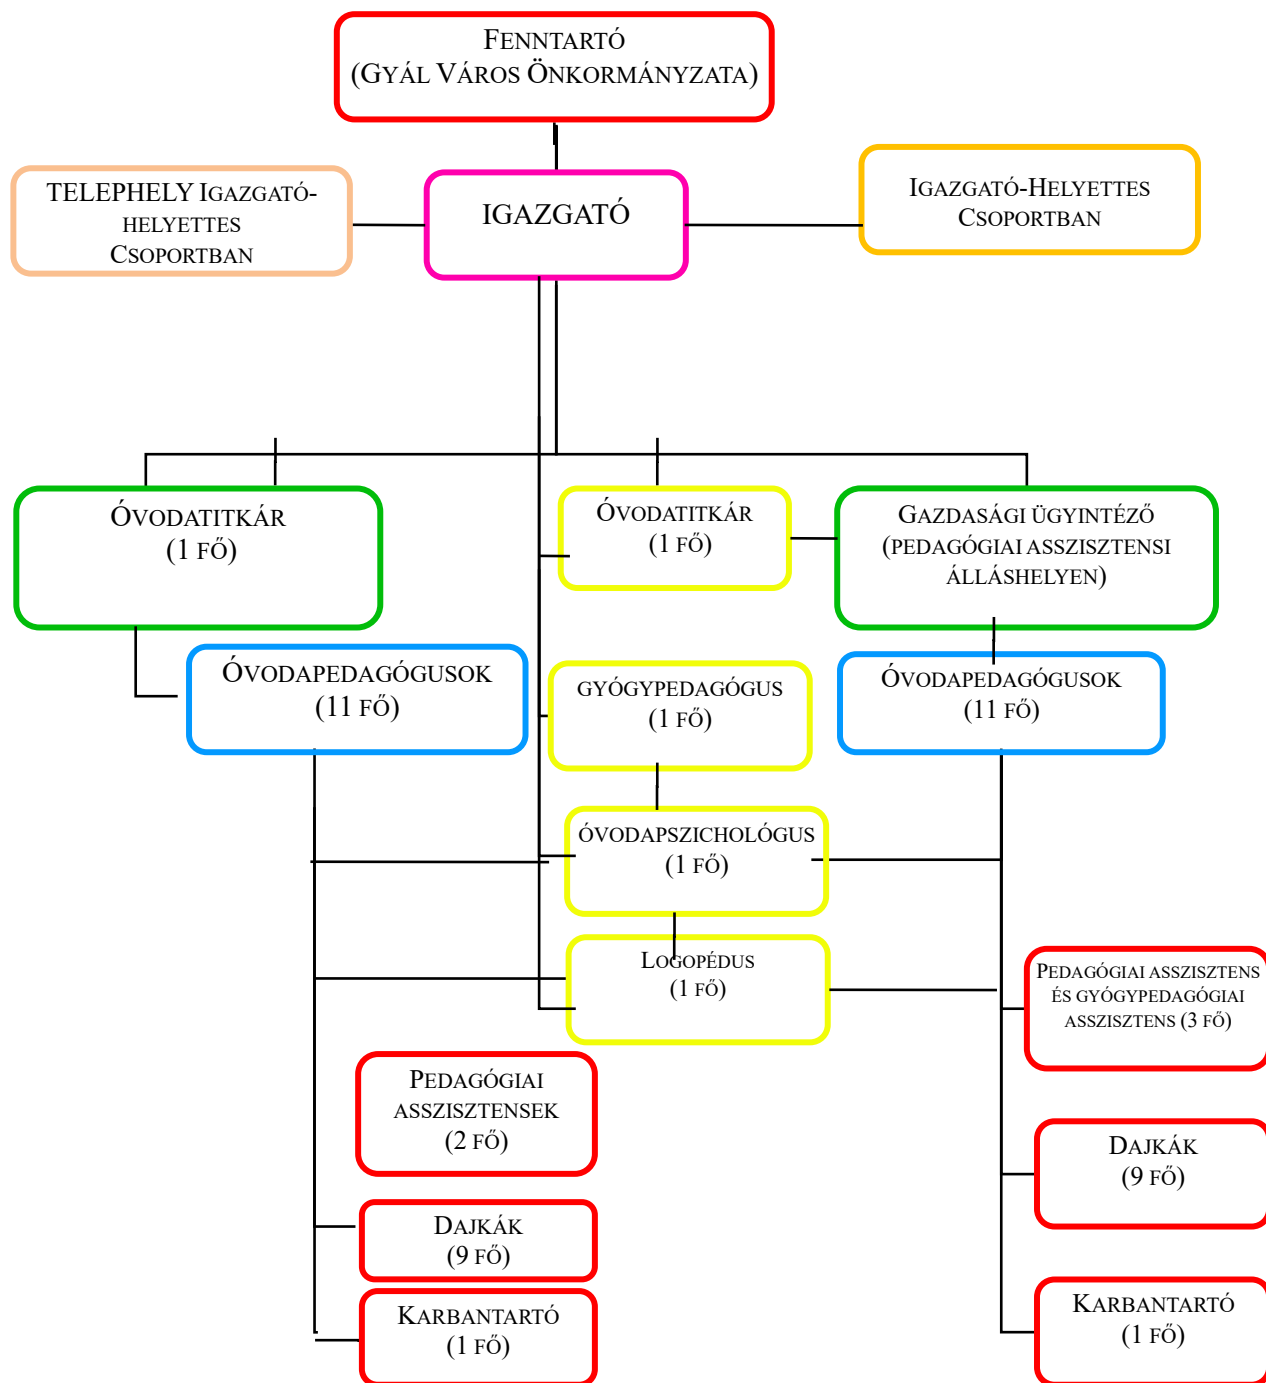 FENNTARTÓ
(GYÁL VÁROS ÖNKORMÁNYZATA)
TELEPHELY IGAZGATÓ-
HELYETTES
CSOPORTBAN
IGAZGATÓ
IGAZGATÓ-HELYETTES
CSOPORTBAN
ÓVODATITKÁR
(1 FŐ)
ÓVODATITKÁR
(1 FŐ)
GAZDASÁGI ÜGYINTÉZŐ
(PEDAGÓGIAI ASSZISZTENSI
ÁLLÁSHELYEN)
ÓVODAPEDAGÓGUSOK
(11 FŐ)
GYÓGYPEDAGÓGUS
(1 FŐ)
ÓVODAPEDAGÓGUSOK
(11 FŐ)
ÓVODAPSZICHOLÓGUS
(1 FŐ)
LOGOPÉDUS
(1 FŐ)
PEDAGÓGIAI ASSZISZTENS
ÉS GYÓGYPEDAGÓGIAI
ASSZISZTENS (3 FŐ)
PEDAGÓGIAI
ASSZISZTENSEK
(2 FŐ)
DAJKÁK
(9 FŐ)
DAJKÁK
(9 FŐ)
KARBANTARTÓ
(1 FŐ)
KARBANTARTÓ
(1 FŐ)